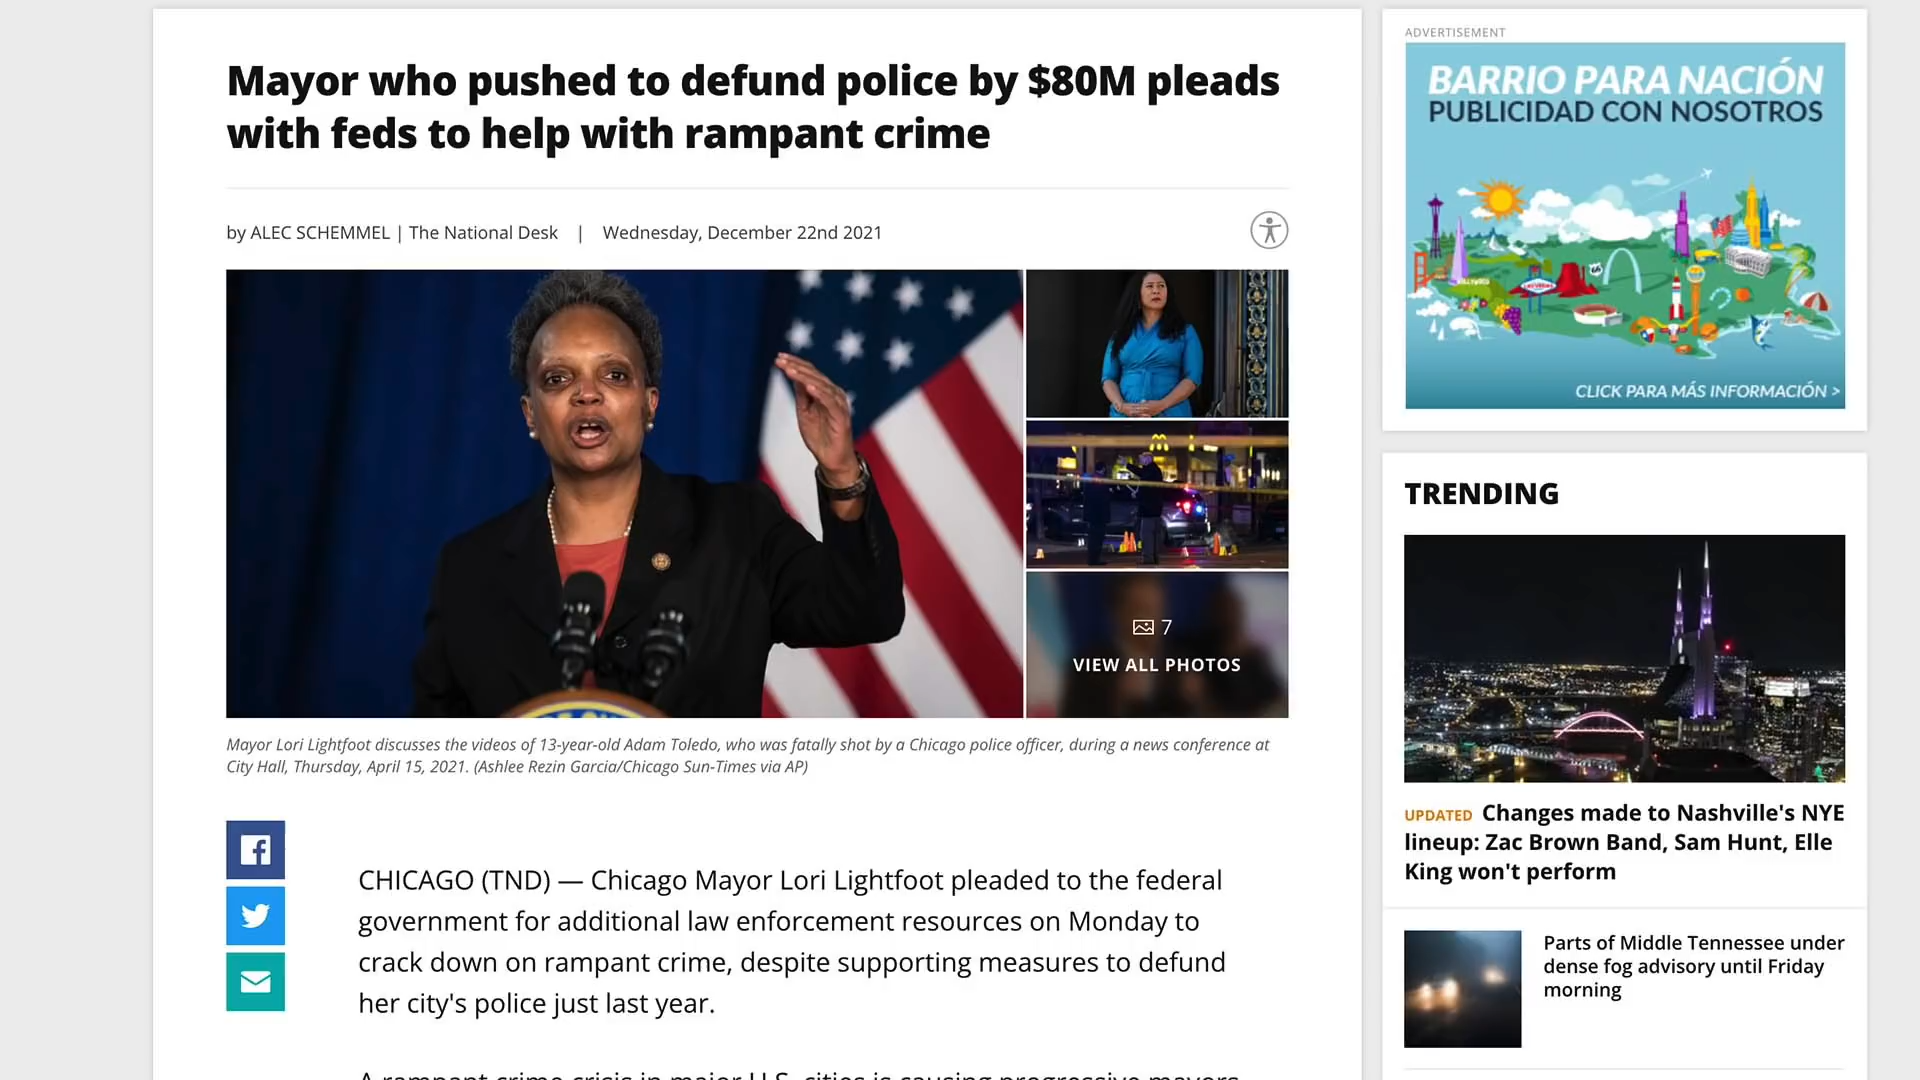 Mayor who pushed to defund police by $80M pleads
with feds to help with rampant crime
by ALEC SCHEMMEL | The National Desk | Wednesday, December 22nd 2021
7
VIEW ALL PHOTOS
Mayor Lori Lightfoot discusses the videos of 13-year-old Adam Toledo, who was fatally shot by a Chicago police officer, during a news conference at
City Hall, Thursday, April 15, 2021. (Ashlee Rezin Garcia/Chicago Sun-Times via AP)
CHICAGO (TND) — Chicago Mayor Lori Lightfoot pleaded to the federal
government for additional law enforcement resources on Monday to
crack down on rampant crime, despite supporting measures to defund
her city's police just last year.
A rampant crime crisis in major U.S. cities is causing progressive mayors
ADVERTISEMENT
BARRIO PARA NACIÓN
PUBLICIDAD CON NOSOTROS
CLICK PARA MÁS INFORMACIÓN >
TRENDING
UPDATED Changes made to Nashville's NYE
lineup: Zac Brown Band, Sam Hunt, Elle
King won't perform
Parts of Middle Tennessee under
dense fog advisory until Friday
morning